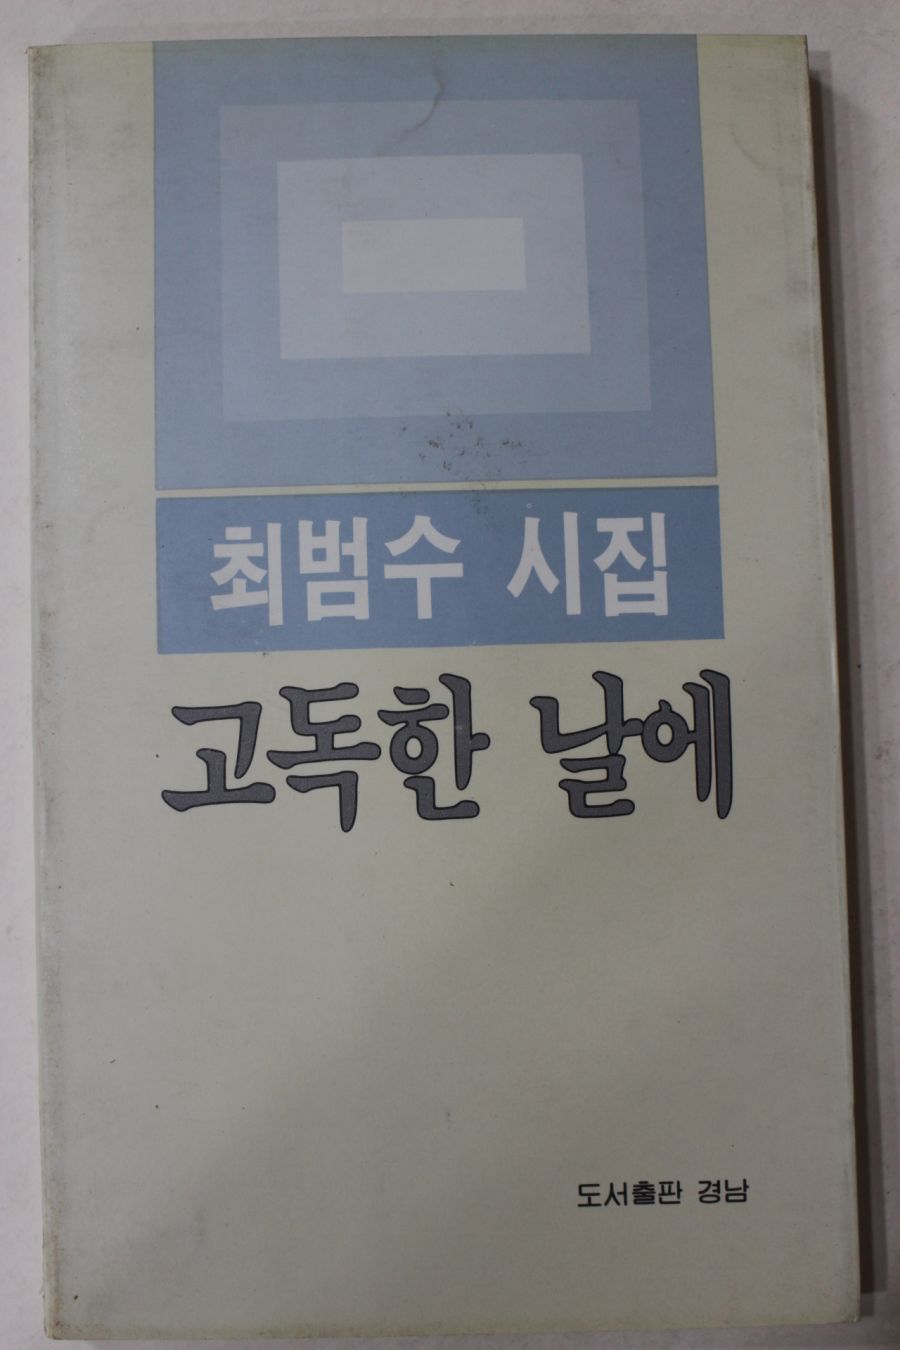 최범수 시집
고독한 날에
도서출판 경남